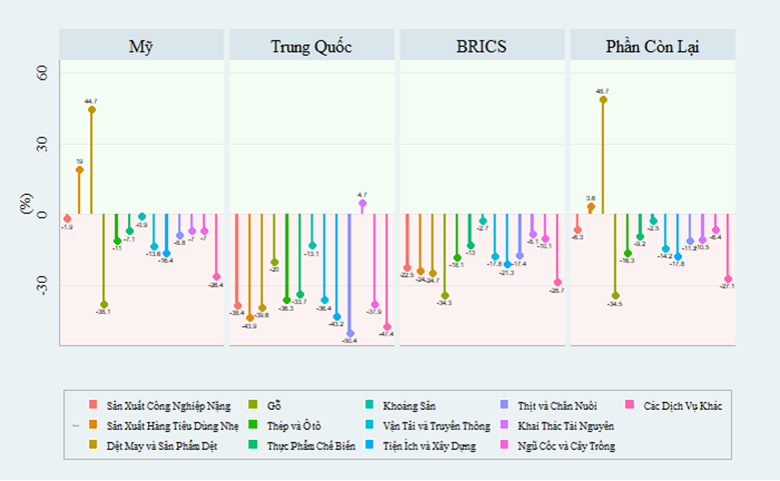 Mỹ Trung Quốc BRICS Phần Còn Lại
(%)
60
30
0
-30
-1.9 19 44.7 -38.1 -11 -7.1 -0.9 -13.6 -16.4 -8.8 -7 -7 -26.4
-38.4 -43.9 -39.6 -20 -36.3 -33.7 -13.1 -36.4 -43.2 -50.4 4.7 -37.9 -47.4
-22.5 -24.7 -34.3 -18.1 -13 -2.7 -17.8 -21.3 -17.4 -8.1 -10.1 -28.7
-6.3 3.6 48.7 -34.5 -16.3 -9.2 -2.5 -14.2 -17.8 -11.2 -10.5 -6.4 -27.1
Sản Xuất Công Nghiệp Nặng Gỗ Khoáng Sản Thịt và Chăn Nuôi Các Dịch Vụ Khác
Sản Xuất Hàng Tiêu Dùng Nhẹ Thép và Ô tô Vận Tải và Truyền Thông Khai Thác Tài Nguyên
Dệt May và Sản Phẩm Dệt Thực Phẩm Chế Biến Tiện Ích và Xây Dựng Ngũ Cốc và Cây Trồng